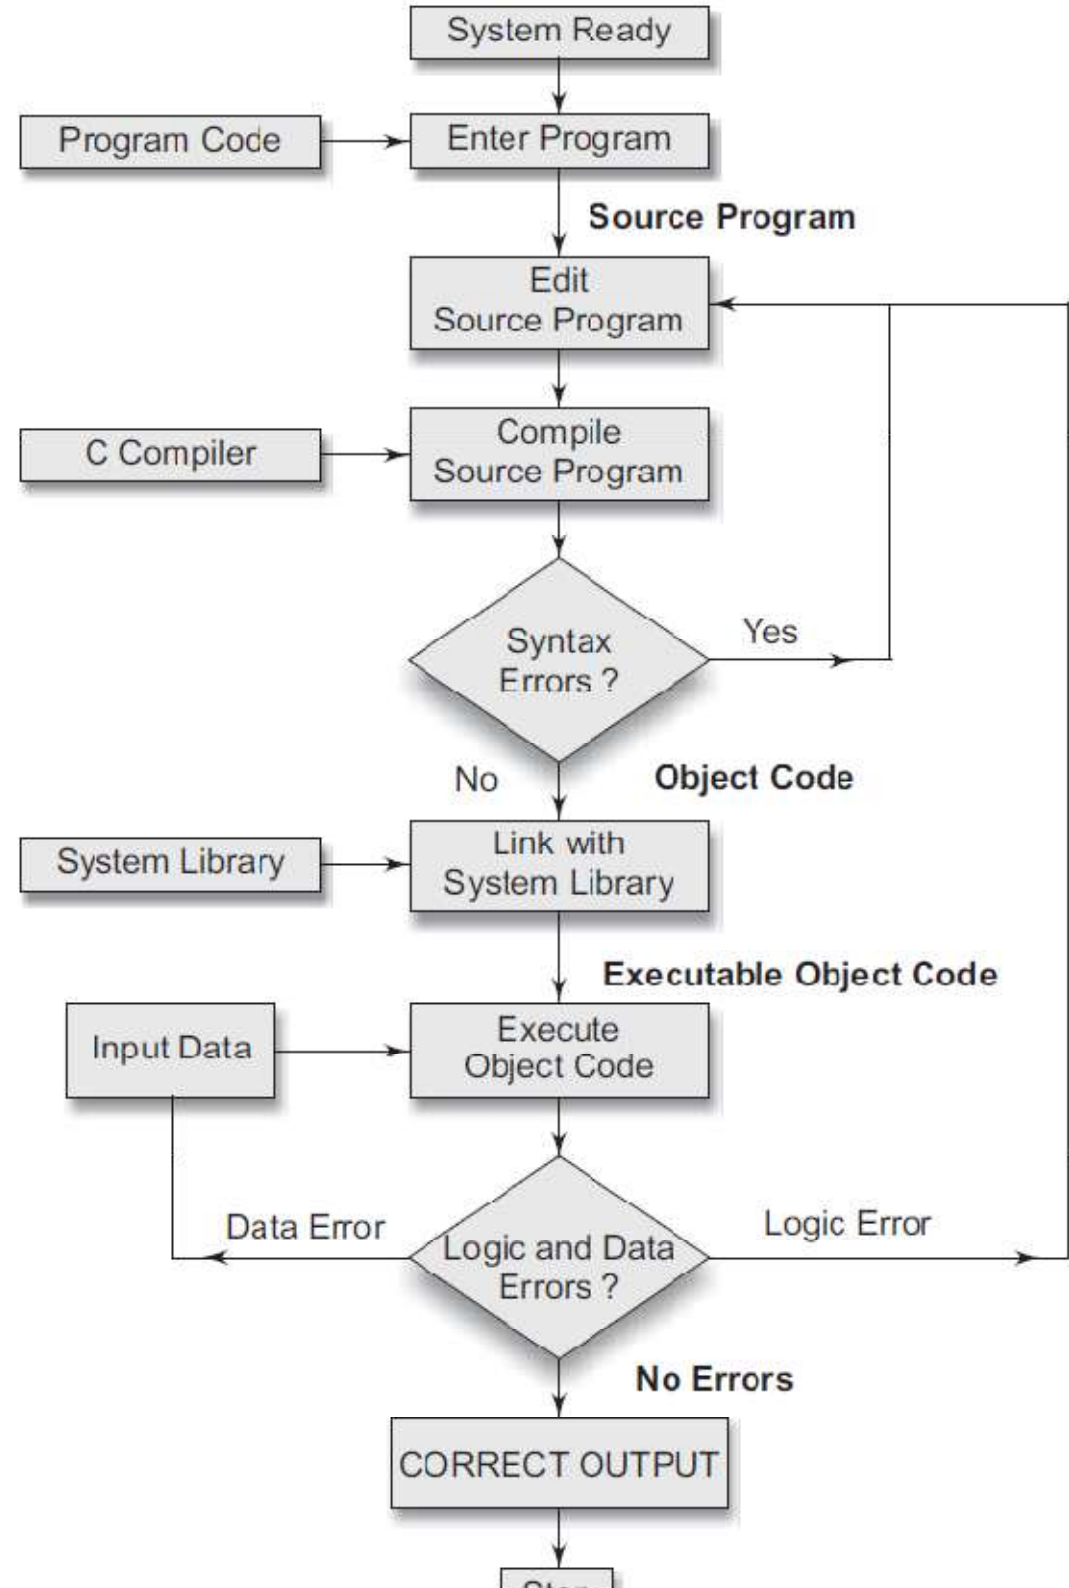 System Ready
Program Code
Enter Program
Source Program
Edit
Source Program
C Compiler
Compile
Source Program
Syntax
Errors ?
Yes
No
Object Code
System Library
Link with
System Library
Executable Object Code
Input Data
Execute
Object Code
Data Error
Logic and Data
Errors ?
Logic Error
No Errors
CORRECT OUTPUT